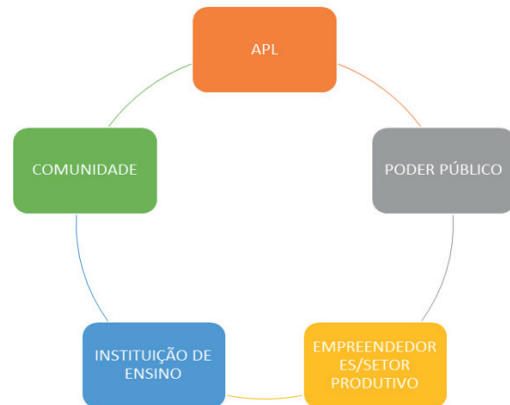 APL
COMUNIDADE
PODER PÚBLICO
INSTITUIÇÃO DE
ENSINO
EMPREENDEDOR
ES/SETOR
PRODUTIVO